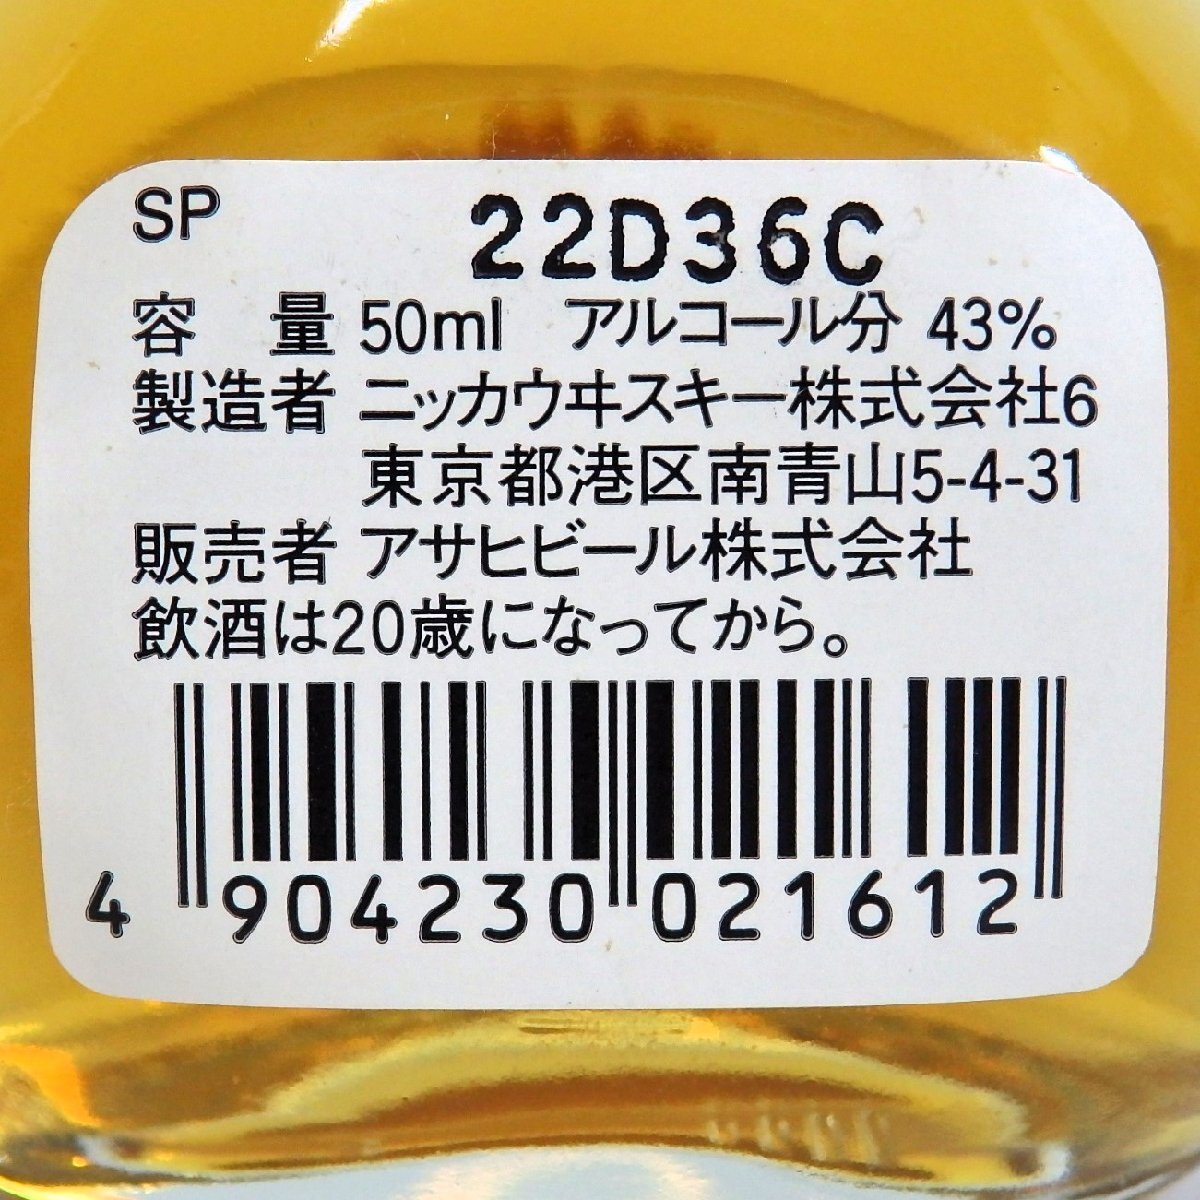 SP 22D36C
容 量 50ml アルコール分 43%
製造者 ニッカウヰスキー株式会社6
東京都港区南青山5-4-31
販売者 アサヒビール株式会社
飲酒は20歳になってから。
4 904230 021612